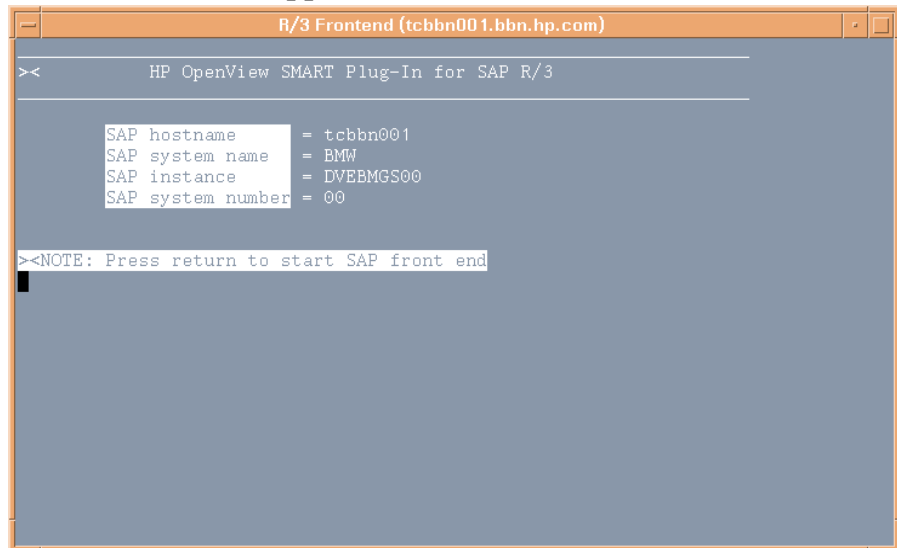 R/3 Frontend (tcbbn001.bbn.hp.com)
>< HP OpenView SMART Plug-In for SAP R/3
SAP hostname = tcbbn001
SAP system name = BMW
SAP instance = DVEBMGS00
SAP system number = 00
><NOTE: Press return to start SAP front end